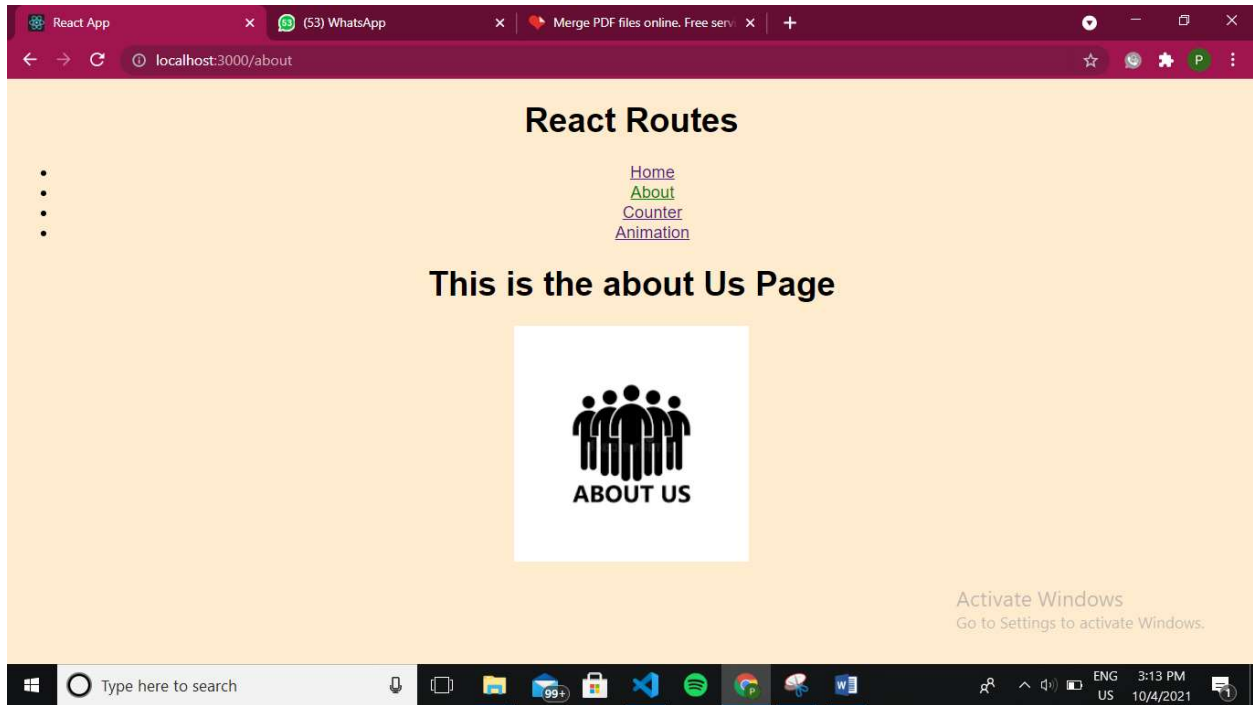 React App
53
(53) WhatsApp
Merge PDF files online. Free serv
localhost:3000/about
P
React Routes
Home
About
Counter
Animation
This is the about Us Page
ABOUT US
Activate Windows
Go to Settings to activate Windows.
Type here to search
99+
ENG 3:13 PM
US 10/4/2021
1